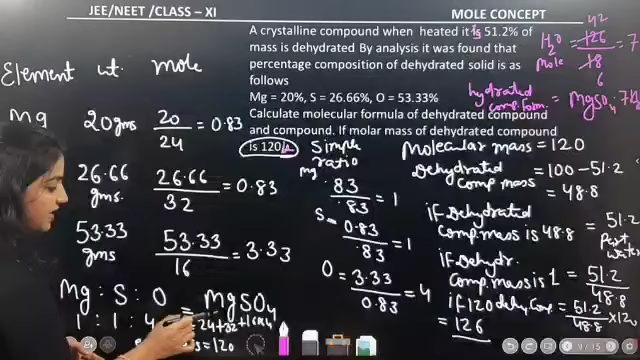 JEE/NEET /CLASS – XI
MOLE CONCEPT
A crystalline compound when heated it is 51.2% of
mass is dehydrated By analysis it was found that
percentage composition of dehydrated solid is as
follows
Mg = 20%, S = 26.66%, O = 53.33%
Calculate molecular formula of dehydrated compound
and compound. If molar mass of dehydrated compound
is 120
H2O = 126 = 7
mole 18
42
6
hydrated = MgSO4 7H
comp. form.
Element wt. mole
Mg 20gms 20/24 = 0.83
26.66 gms. 26.66/32 = 0.83
53.33 gms 53.33/16 = 3.33
Mg : S : O = MgSO4
1 : 1 : 4 24+32+16×4
= 120
Simple
ratio
Mg .83/.83 = 1
S = 0.83/.83 = 1
O = 3.33/0.83 = 4
Molecular mass = 120
Dehydrated = 100 – 51.2
Comp mass = 48.8
if Dehydrated = 51.2
Comp.mass is 48.8
if Dehydr. = 51.2/48.8
Comp.mass is 1
if 120 dehy Comp = 51.2/48.8 × 120
= 126
9 / 15